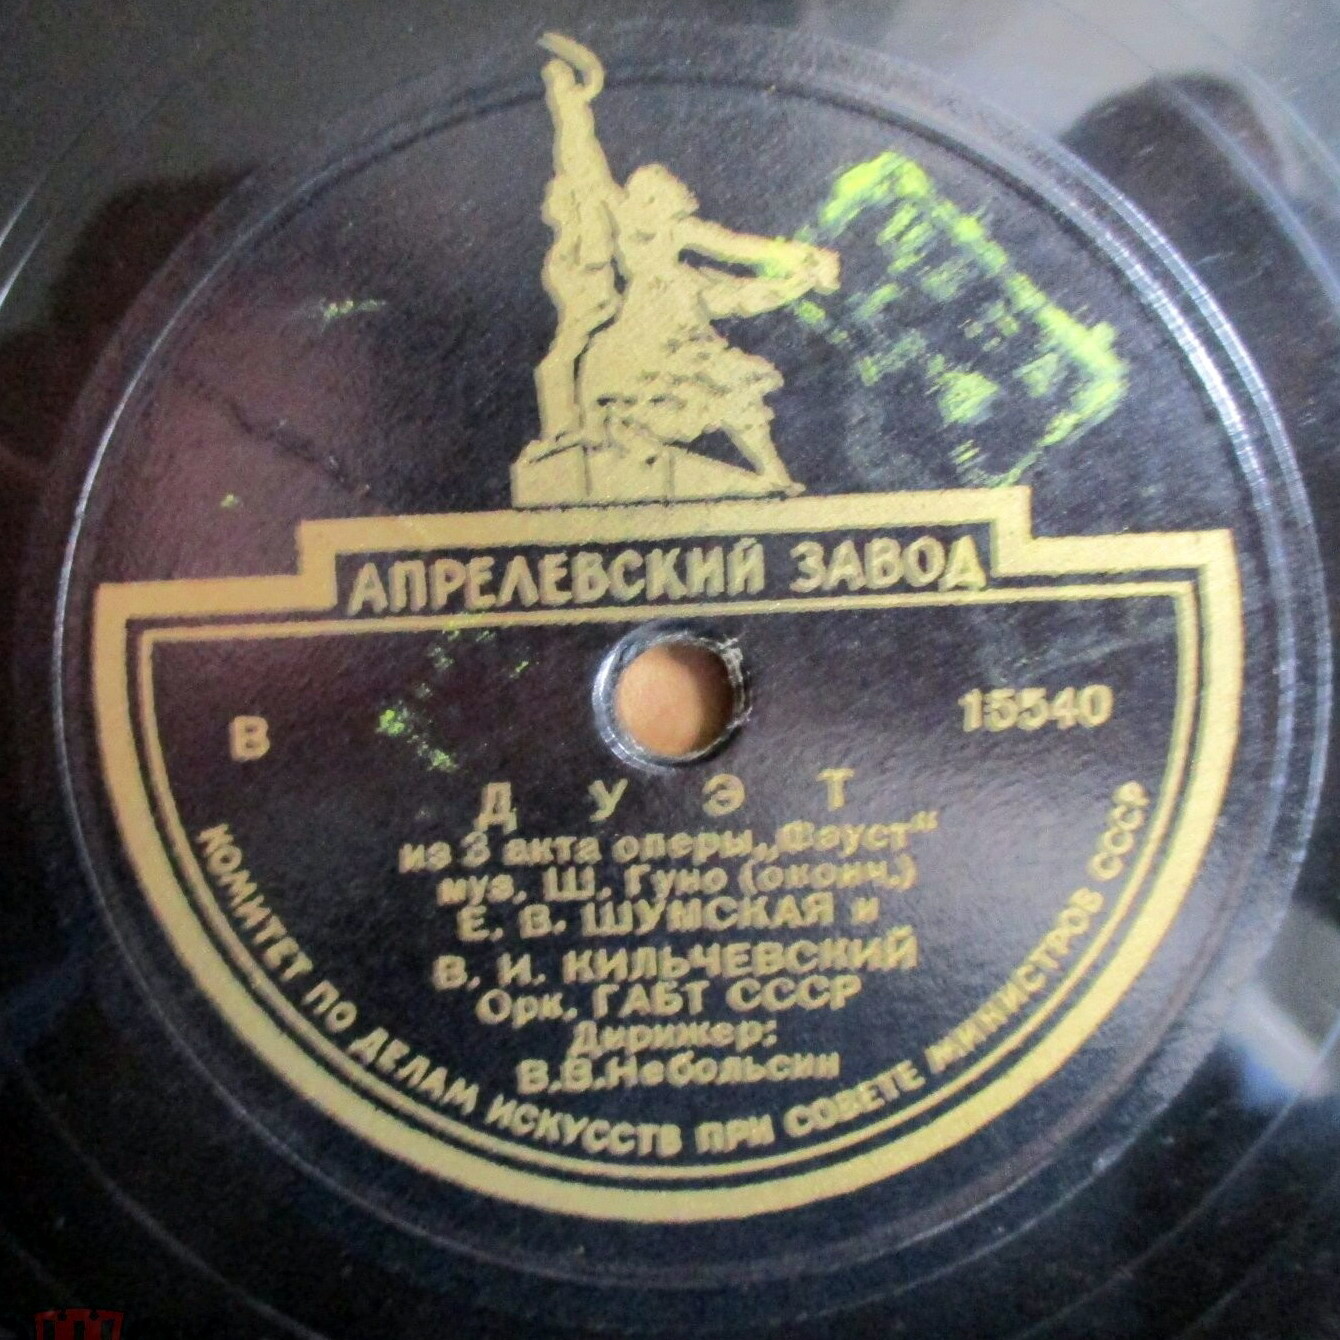 АПРЕЛЕВСКИЙ ЗАВОД
В 15540
ДУЭТ
из 3 акта оперы „Фауст“
муз. Ш. Гуно (оконч.)
Е. В. ШУМСКАЯ и
В. И. КИЛЬЧЕВСКИЙ
Орк. ГАБТ СССР
Дирижер:
В.В.Небольсин
КОМИТЕТ ПО ДЕЛАМ ИСКУССТВ ПРИ СОВЕТЕ МИНИСТРОВ СССР